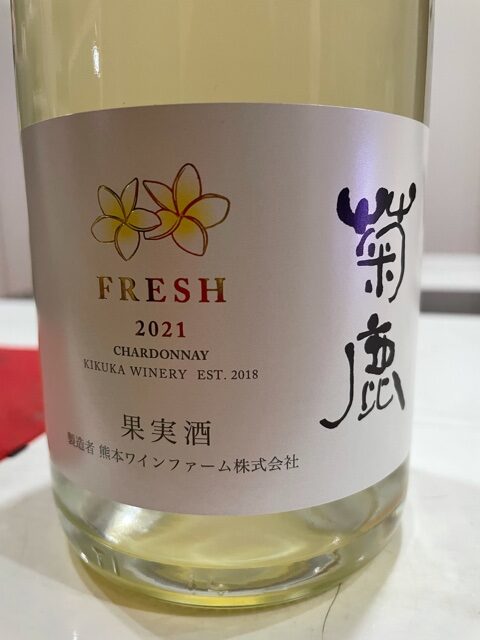 FRESH
2021
CHARDONNAY
KIKUKA WINERY EST. 2018
果実酒
製造者 熊本ワインファーム株式会社
菊鹿